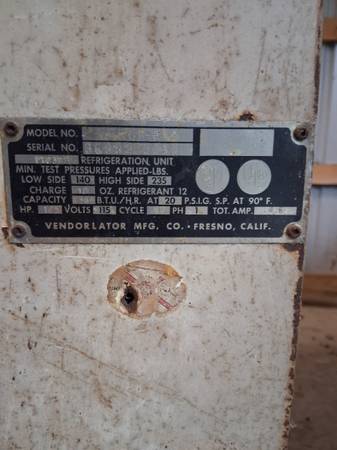 MODEL NO.
SERIAL NO.
REFRIGERATION, UNIT
MIN. TEST PRESSURES APPLIED-LBS.
LOW SIDE 140 HIGH SIDE 235
CHARGE OZ. REFRIGERANT 12
CAPACITY B.T.U./H.R. AT 20 P.S.I.G. S.P. AT 90° F.
HP. VOLTS 115 CYCLE PH 1 TOT. AMP
VENDORLATOR MFG. CO. • FRESNO, CALIF.